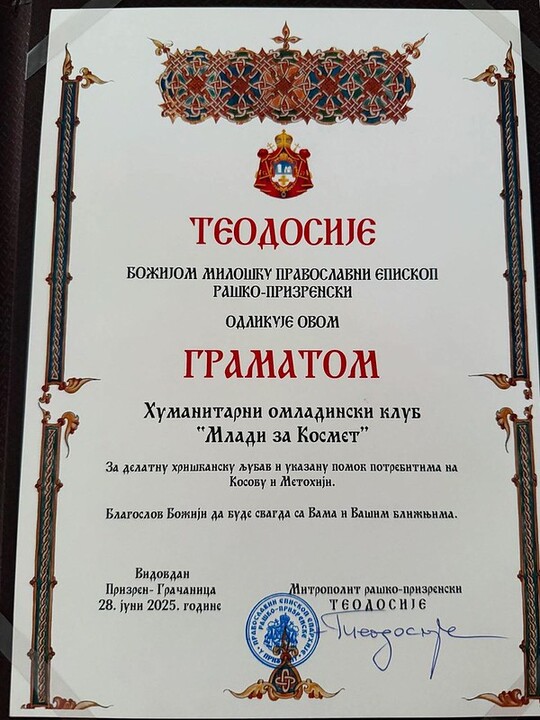 ТЕОДОСИЈЕ
БОЖИЈОМ МИЛОШЋУ ПРАВОСЛАВНИ ЕПИСКОП
РАШКО-ПРИЗРЕНСКИ
ОДЛИКУЈЕ ОВОМ
ГРАМАТОМ
Хуманитарни омладински клуб
"Млади за Космет"
За делатну хришћанску љубав и указану помоћ потребитима на
Косову и Метохији.
Благослов Божији да буде свагда са Вама и Вашим ближњима.
Видовдан
Призрен- Грачаница
28. јуни 2025. године
Митрополит рашко-призренски
ТЕОДОСИЈЕ
Теодосије